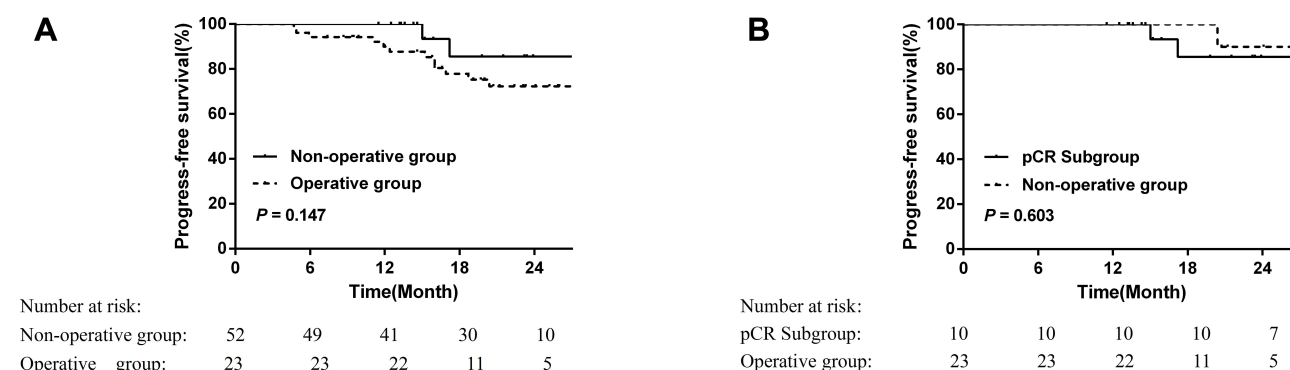 A
Progress-free survival(%)
100
80
60
40
20
0
Non-operative group
Operative group
P = 0.147
0 6 12 18 24
Time(Month)
Number at risk:
Non-operative group: 52 49 41 30 10
Operative group: 23 23 22 11 5
B
Progress-free survival(%)
100
80
60
40
20
0
pCR Subgroup
Non-operative group
P = 0.603
0 6 12 18 24
Time(Month)
Number at risk:
pCR Subgroup: 10 10 10 10 7
Operative group: 23 23 22 11 5